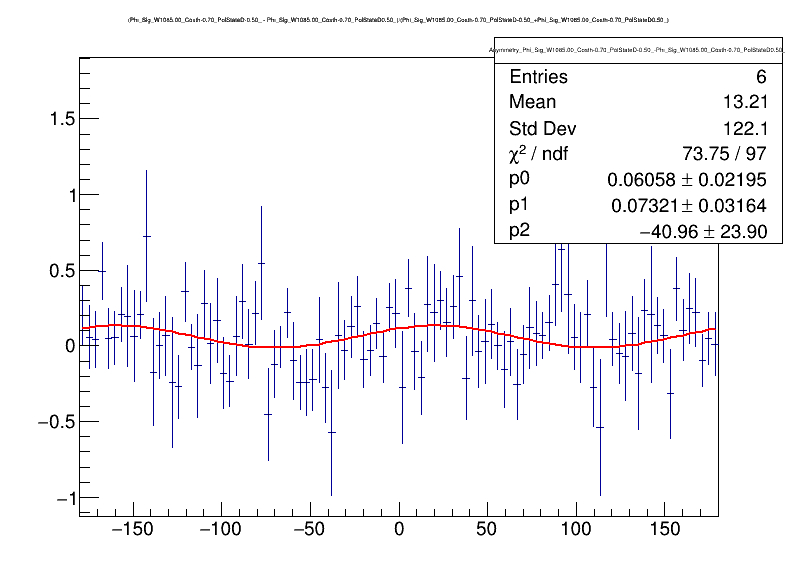 (Phi_Sig_W1085.00_Costh-0.70_PolStateD-0.50_ - Phi_Sig_W1085.00_Costh-0.70_PolStateD0.50_)/(Phi_Sig_W1085.00_Costh-0.70_PolStateD-0.50_+Phi_Sig_W1085.00_Costh-0.70_PolStateD0.50_)
Asymmetry_Phi_Sig_W1085.00_Costh-0.70_PolStateD-0.50_-Phi_Sig_W1085.00_Costh-0.70_PolStateD0.50_
Entries 6
Mean 13.21
Std Dev 122.1
χ² / ndf 73.75 / 97
p0 0.06058 ± 0.02195
p1 0.07321 ± 0.03164
p2 −40.96 ± 23.90
1.5
1
0.5
0
−0.5
−1
−150 −100 −50 0 50 100 150